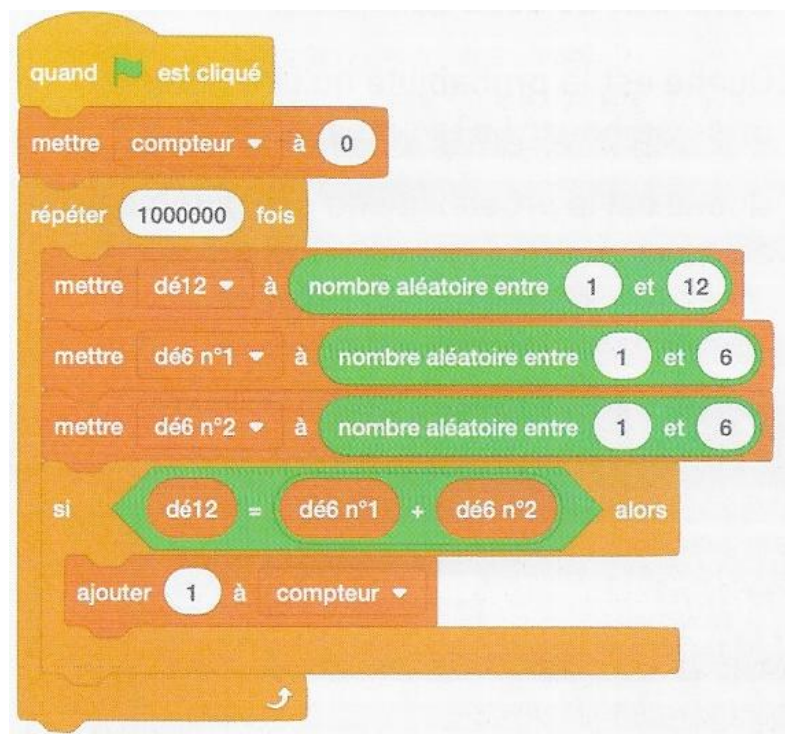 quand est cliqué
mettre compteur à 0
répéter 1000000 fois
mettre dé12 à nombre aléatoire entre 1 et 12
mettre dé6 n°1 à nombre aléatoire entre 1 et 6
mettre dé6 n°2 à nombre aléatoire entre 1 et 6
si dé12 = dé6 n°1 + dé6 n°2 alors
ajouter 1 à compteur